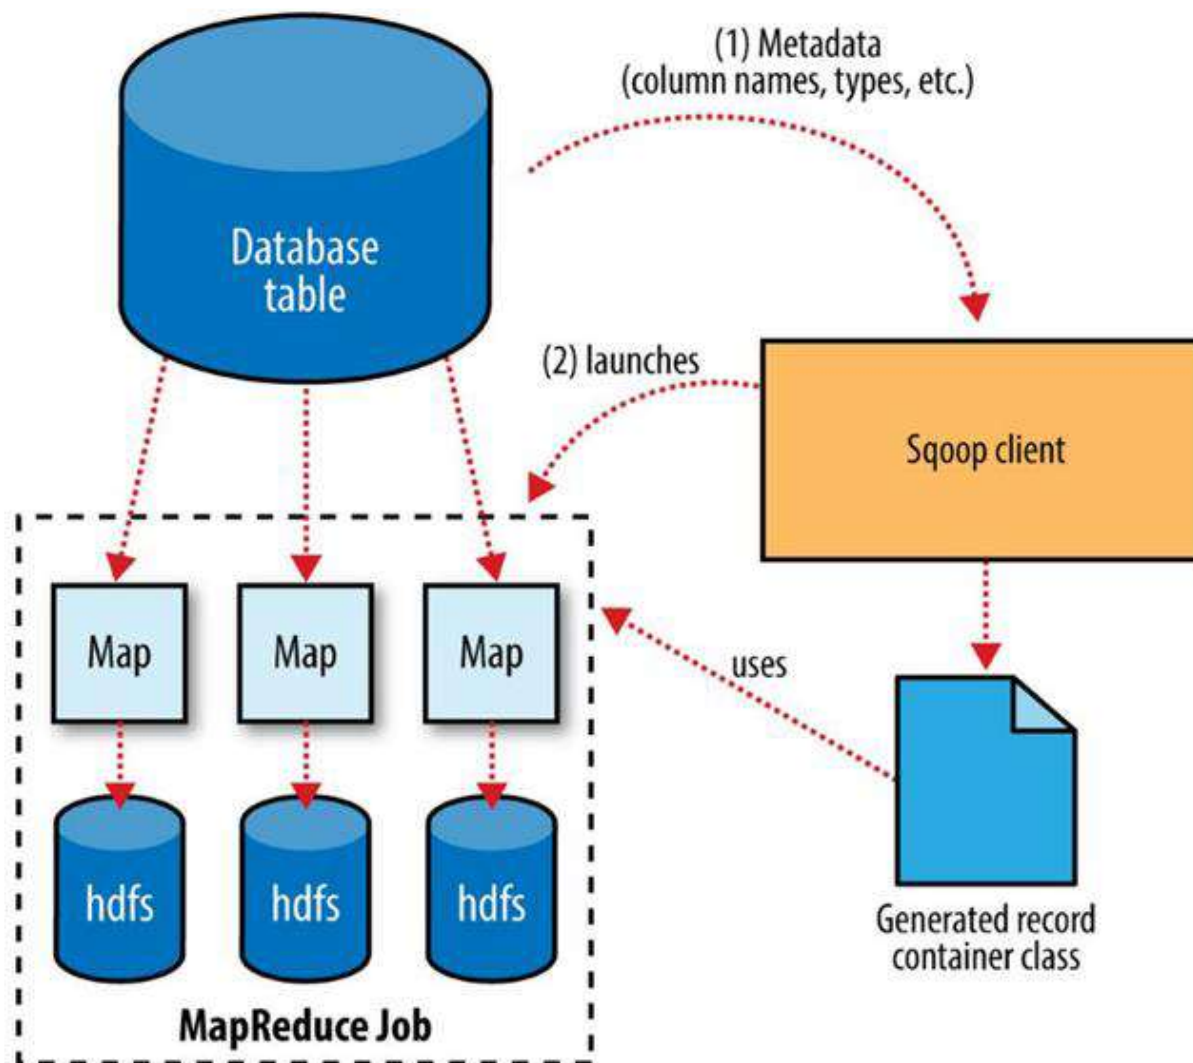 (1) Metadata
(column names, types, etc.)
Database
table
(2) launches
Sqoop client
Map
Map
Map
uses
hdfs
hdfs
hdfs
Generated record
container class
MapReduce Job